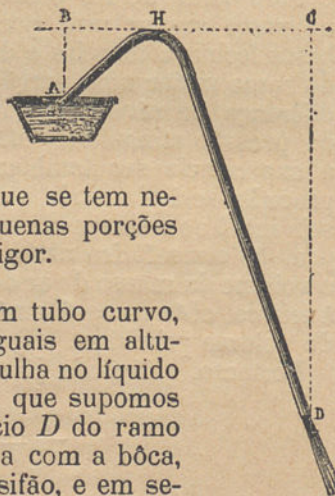 B H C
A
ue se tem ne-
uenas porções
igor.
m tubo curvo,
guais em altu-
ulha no líquido
que supomos
io D do ramo
a com a bôca,
sifão, e em se-
D